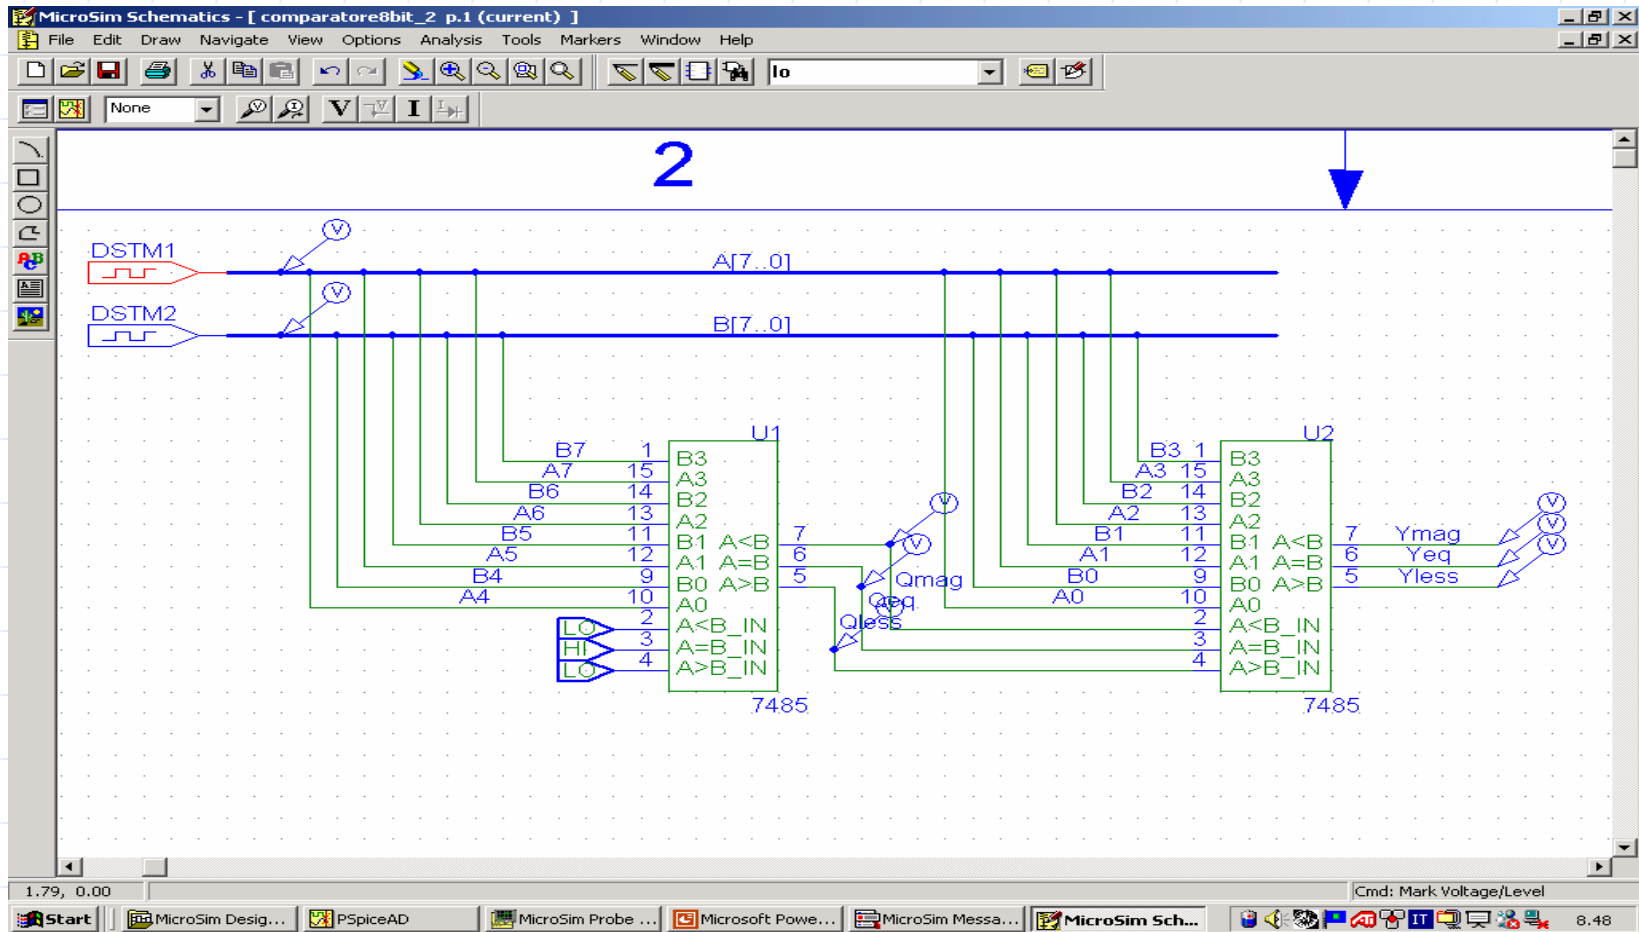 MicroSim Schematics - [ comparatore8bit_2 p.1 (current) ]
File Edit Draw Navigate View Options Analysis Tools Markers Window Help
lo
None V I
2
DSTM1
A[7..0]
DSTM2
B[7..0]
U1
B7 1 B3
A7 15 A3
B6 14 B2
A6 13 A2
B5 11 B1 A<B 7
A5 12 A1 A=B 6
B4 9 B0 A>B 5
A4 10 A0
LO 2 A<B_IN
HI 3 A=B_IN
LO 4 A>B_IN
7485
V
V
V
V
Qmag
Qeq
Qless
U2
B3 1 B3
A3 15 A3
B2 14 B2
A2 13 A2
B1 11 B1 A<B 7 Ymag
A1 12 A1 A=B 6 Yeq
B0 9 B0 A>B 5 Yless
A0 10 A0
2 A<B_IN
3 A=B_IN
4 A>B_IN
7485
V
V
V
1.79, 0.00 Cmd: Mark Voltage/Level
Start MicroSim Desig... PSpiceAD MicroSim Probe ... Microsoft Powe... MicroSim Messa... MicroSim Sch... IT 8.48